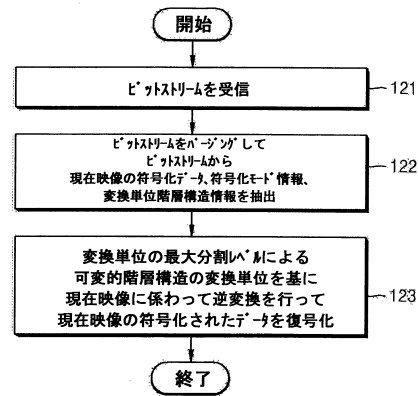 開始
ﾋﾞｯﾄｽﾄﾘｰﾑを受信
121
ﾋﾞｯﾄｽﾄﾘｰﾑをﾊﾟｰｼﾞﾝｸﾞして
ﾋﾞｯﾄｽﾄﾘｰﾑから
現在映像の符号化ﾃﾞｰﾀ、符号化ﾓｰﾄﾞ情報、
変換単位階層構造情報を抽出
122
変換単位の最大分割ﾚﾍﾞﾙによる
可変的階層構造の変換単位を基に
現在映像に係わって逆変換を行って
現在映像の符号化されたﾃﾞｰﾀを復号化
123
終了